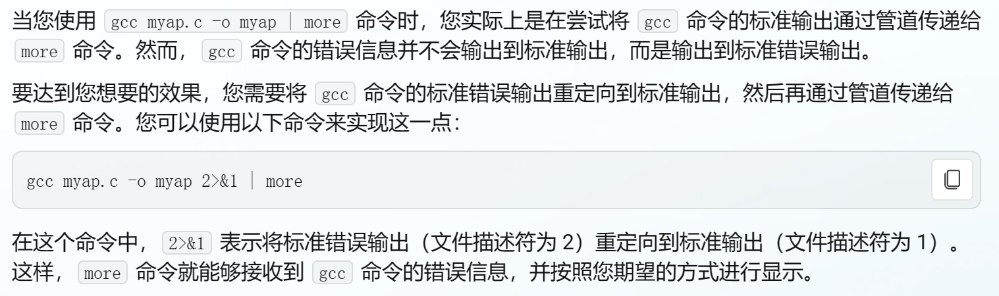 当您使用 gcc myap.c -o myap | more 命令时，您实际上是在尝试将 gcc 命令的标准输出通过管道传递给
more 命令。然而， gcc 命令的错误信息并不会输出到标准输出，而是输出到标准错误输出。
要达到您想要的效果，您需要将 gcc 命令的标准错误输出重定向到标准输出，然后再通过管道传递给
more 命令。您可以使用以下命令来实现这一点：
gcc myap.c -o myap 2>&1 | more
在这个命令中， 2>&1 表示将标准错误输出（文件描述符为 2）重定向到标准输出（文件描述符为 1）。
这样， more 命令就能够接收到 gcc 命令的错误信息，并按照您期望的方式进行显示。